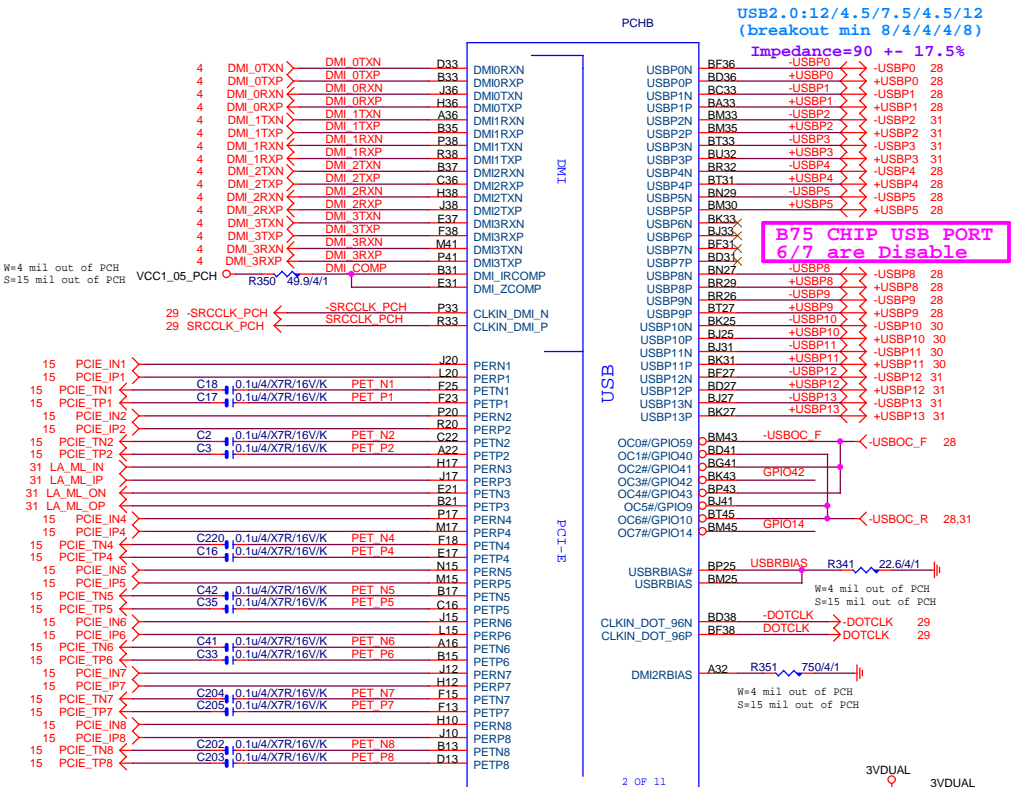 PCHB
USB2.0:12/4.5/7.5/4.5/12
(breakout min 8/4/4/4/8)
Impedance=90 +- 17.5%
4 DMI_0TXN DMI_0TXN D33 DMI0RXN
4 DMI_0TXP DMI_0TXP B33 DMI0RXP
4 DMI_0RXN DMI_0RXN J36 DMI0TXN
4 DMI_0RXP DMI_0RXP H36 DMI0TXP
4 DMI_1TXN DMI_1TXN A36 DMI1RXN
4 DMI_1TXP DMI_1TXP B35 DMI1RXP
4 DMI_1RXN DMI_1RXN P38 DMI1TXN
4 DMI_1RXP DMI_1RXP R38 DMI1TXP
4 DMI_2TXN DMI_2TXN B37 DMI2RXN
4 DMI_2TXP DMI_2TXP C36 DMI2RXP
4 DMI_2RXN DMI_2RXN H38 DMI2TXN
4 DMI_2RXP DMI_2RXP J38 DMI2TXP
4 DMI_3TXN DMI_3TXN E37 DMI3RXN
4 DMI_3TXP DMI_3TXP F38 DMI3RXP
4 DMI_3RXN DMI_3RXN M41 DMI3TXN
4 DMI_3RXP DMI_3RXP P41 DMI3TXP
W=4 mil out of PCH
S=15 mil out of PCH
VCC1_05_PCH R350 49.9/4/1 DMI_COMP B31 DMI_IRCOMP
E31 DMI_ZCOMP
29 -SRCCLK_PCH -SRCCLK_PCH P33 CLKIN_DMI_N
29 SRCCLK_PCH SRCCLK_PCH R33 CLKIN_DMI_P
DMI
15 PCIE_IN1 J20 PERN1
15 PCIE_IP1 L20 PERP1
15 PCIE_TN1 C18 0.1u/4/X7R/16V/K PET_N1 F25 PETN1
15 PCIE_TP1 C17 0.1u/4/X7R/16V/K PET_P1 F23 PETP1
15 PCIE_IN2 P20 PERN2
15 PCIE_IP2 R20 PERP2
15 PCIE_TN2 C2 0.1u/4/X7R/16V/K PET_N2 C22 PETN2
15 PCIE_TP2 C3 0.1u/4/X7R/16V/K PET_P2 A22 PETP2
31 LA_ML_IN H17 PERN3
31 LA_ML_IP J17 PERP3
31 LA_ML_ON E21 PETN3
31 LA_ML_OP B21 PETP3
15 PCIE_IN4 P17 PERN4
15 PCIE_IP4 M17 PERP4
15 PCIE_TN4 C220 0.1u/4/X7R/16V/K PET_N4 F18 PETN4
15 PCIE_TP4 C16 0.1u/4/X7R/16V/K PET_P4 E17 PETP4
15 PCIE_IN5 N15 PERN5
15 PCIE_IP5 M15 PERP5
15 PCIE_TN5 C42 0.1u/4/X7R/16V/K PET_N5 B17 PETN5
15 PCIE_TP5 C35 0.1u/4/X7R/16V/K PET_P5 C16 PETP5
15 PCIE_IN6 J15 PERN6
15 PCIE_IP6 L15 PERP6
15 PCIE_TN6 C41 0.1u/4/X7R/16V/K PET_N6 A16 PETN6
15 PCIE_TP6 C33 0.1u/4/X7R/16V/K PET_P6 B15 PETP6
15 PCIE_IN7 J12 PERN7
15 PCIE_IP7 H12 PERP7
15 PCIE_TN7 C204 0.1u/4/X7R/16V/K PET_N7 F15 PETN7
15 PCIE_TP7 C205 0.1u/4/X7R/16V/K PET_P7 F13 PETP7
15 PCIE_IN8 H10 PERN8
15 PCIE_IP8 J10 PERP8
15 PCIE_TN8 C202 0.1u/4/X7R/16V/K PET_N8 B13 PETN8
15 PCIE_TP8 C203 0.1u/4/X7R/16V/K PET_P8 D13 PETP8
PCI-E
USB
USBP0N BF36 -USBP0 -USBP0 28
USBP0P BD36 +USBP0 +USBP0 28
USBP1N BC33 -USBP1 -USBP1 28
USBP1P BA33 +USBP1 +USBP1 28
USBP2N BM33 -USBP2 -USBP2 31
USBP2P BM35 +USBP2 +USBP2 31
USBP3N BT33 -USBP3 -USBP3 31
USBP3P BU32 +USBP3 +USBP3 31
USBP4N BR32 -USBP4 -USBP4 28
USBP4P BT31 +USBP4 +USBP4 28
USBP5N BN29 -USBP5 -USBP5 28
USBP5P BM30 +USBP5 +USBP5 28
USBP6N BK33
USBP6P BJ33
USBP7N BF31
USBP7P BD31
B75 CHIP USB PORT
6/7 are Disable
USBP8N BN27 -USBP8 -USBP8 28
USBP8P BR29 +USBP8 +USBP8 28
USBP9N BR26 -USBP9 -USBP9 28
USBP9P BT27 +USBP9 +USBP9 28
USBP10N BK25 -USBP10 -USBP10 30
USBP10P BJ25 +USBP10 +USBP10 30
USBP11N BJ31 -USBP11 -USBP11 30
USBP11P BK31 +USBP11 +USBP11 30
USBP12N BF27 -USBP12 -USBP12 31
USBP12P BD27 +USBP12 +USBP12 31
USBP13N BJ27 -USBP13 -USBP13 31
USBP13P BK27 +USBP13 +USBP13 31
OC0#/GPIO59 BM43 -USBOC_F -USBOC_F 28
OC1#/GPIO40 BD41
OC2#/GPIO41 BG41
OC3#/GPIO42 BK43 GPIO42
OC4#/GPIO43 BP43
OC5#/GPIO9 BJ41
OC6#/GPIO10 BT45 -USBOC_R 28,31
OC7#/GPIO14 BM45 GPIO14
USBRBIAS# BP25 USBRBIAS R341 22.6/4/1
USBRBIAS BM25
W=4 mil out of PCH
S=15 mil out of PCH
CLKIN_DOT_96N BD38 -DOTCLK -DOTCLK 29
CLKIN_DOT_96P BF38 DOTCLK DOTCLK 29
DMI2RBIAS A32 R351 750/4/1
W=4 mil out of PCH
S=15 mil out of PCH
2 OF 11
3VDUAL
3VDUAL